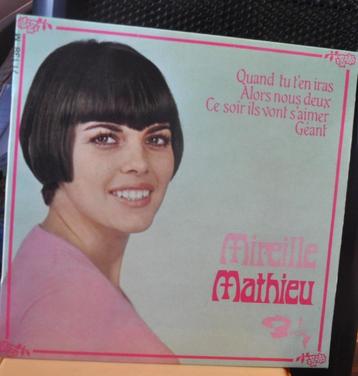 Quand tu t'en iras
Alors nous deux
Ce soir ils vont s'aimer
Géant
Mireille
Mathieu